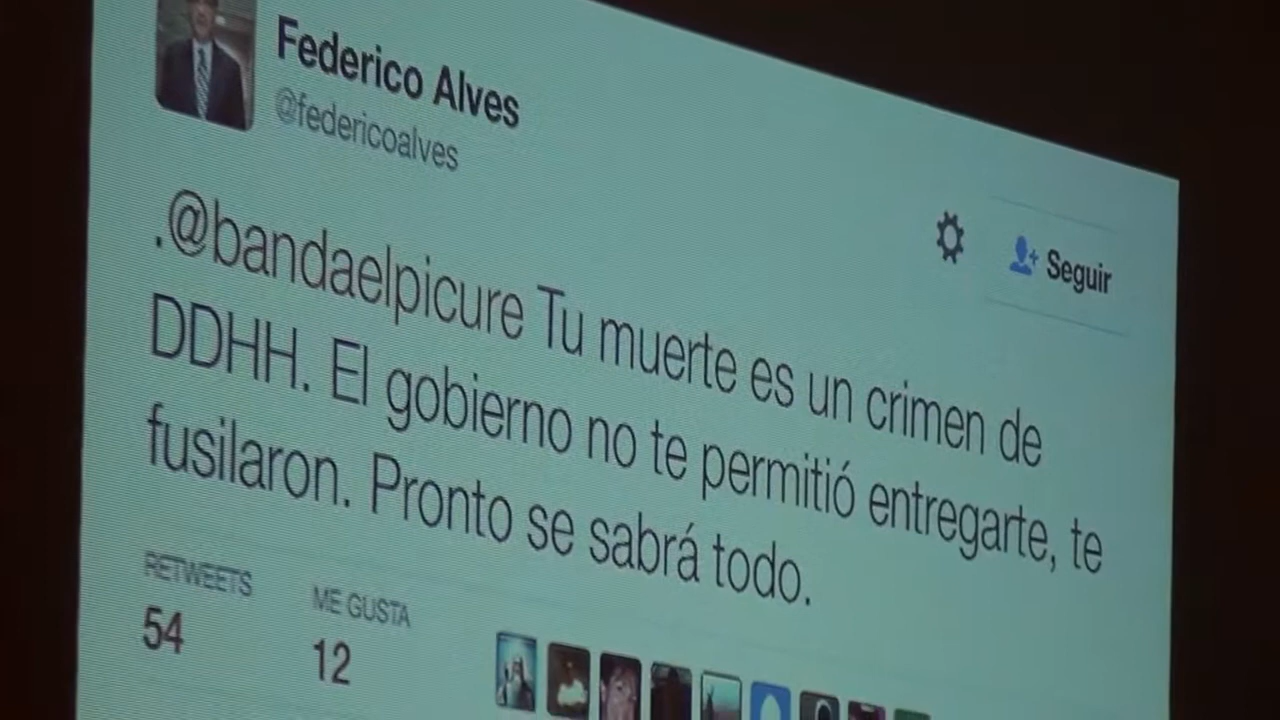 Federico Alves
@federicoalves
Seguir
.@bandaelpicure Tu muerte es un crimen de
DDHH. El gobierno no te permitió entregarte, te
fusilaron. Pronto se sabrá todo.
RETWEETS
54
ME GUSTA
12